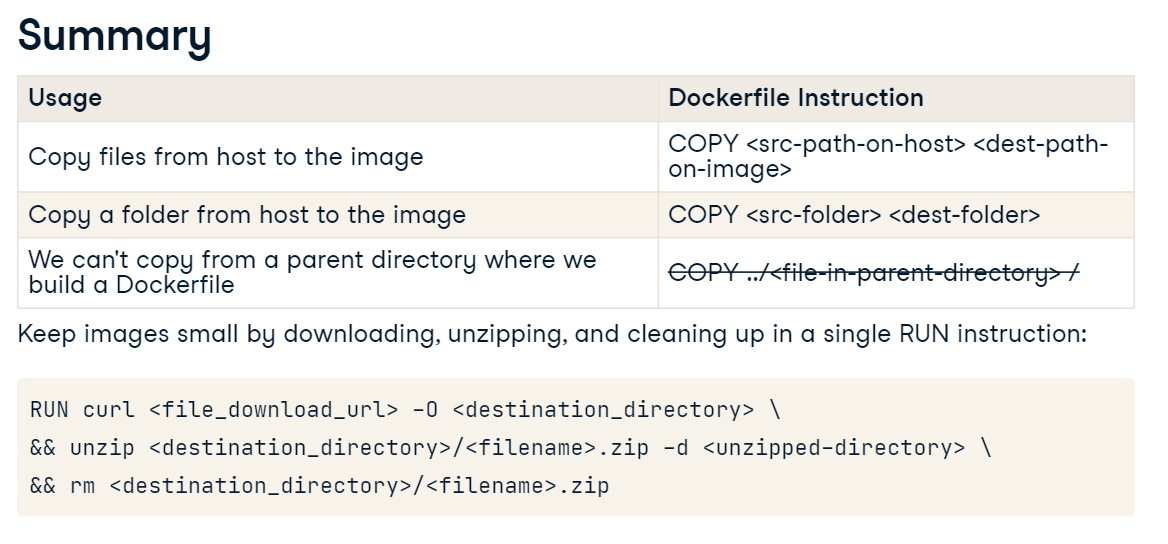 Summary
Usage
Dockerfile Instruction
Copy files from host to the image
COPY <src-path-on-host> <dest-path-
on-image>
Copy a folder from host to the image
COPY <src-folder> <dest-folder>
We can't copy from a parent directory where we
build a Dockerfile
COPY ../<file-in-parent-directory> /
Keep images small by downloading, unzipping, and cleaning up in a single RUN instruction:
RUN curl <file_download_url> -O <destination_directory> \
&& unzip <destination_directory>/<filename>.zip -d <unzipped-directory> \
&& rm <destination_directory>/<filename>.zip